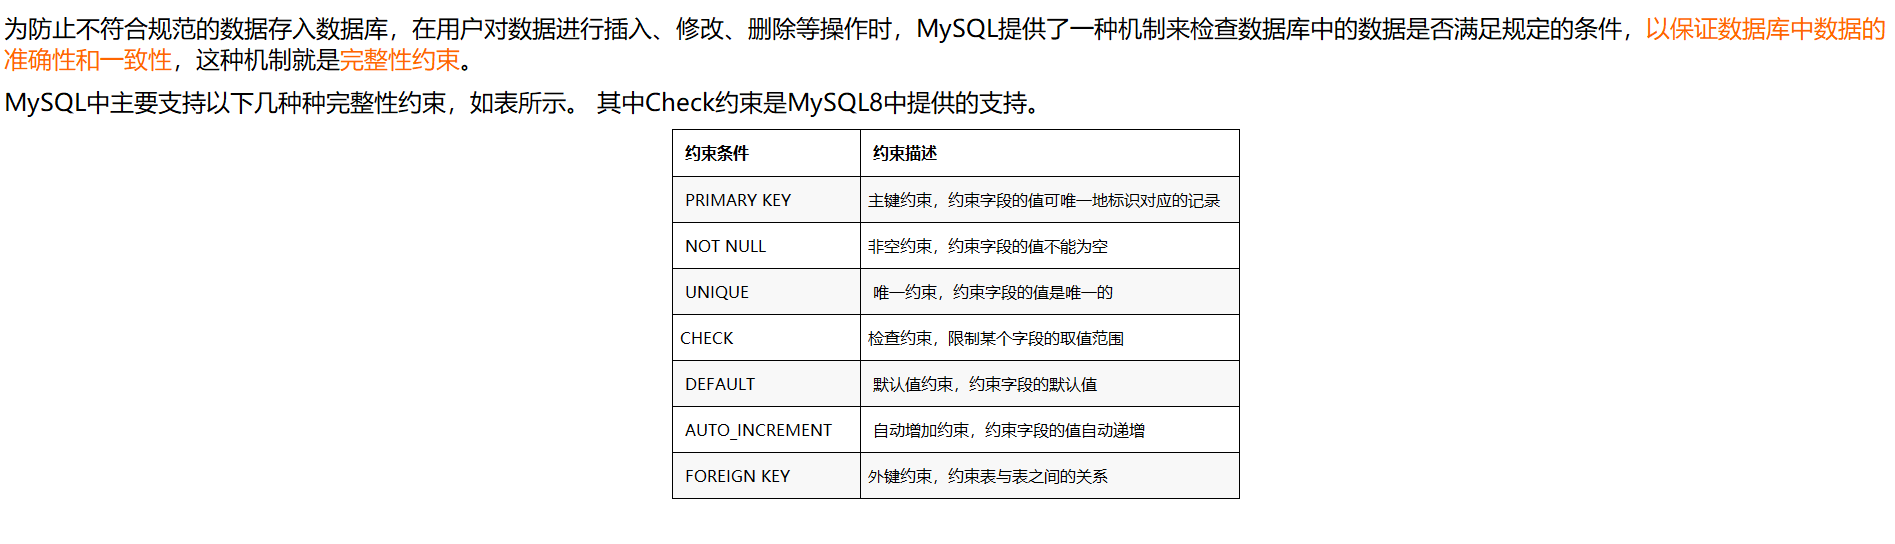 为防止不符合规范的数据存入数据库，在用户对数据进行插入、修改、删除等操作时，MySQL提供了一种机制来检查数据库中的数据是否满足规定的条件，以保证数据库中数据的
准确性和一致性，这种机制就是完整性约束。
MySQL中主要支持以下几种种完整性约束，如表所示。 其中Check约束是MySQL8中提供的支持。
约束条件 约束描述
PRIMARY KEY 主键约束，约束字段的值可唯一地标识对应的记录
NOT NULL 非空约束，约束字段的值不能为空
UNIQUE 唯一约束，约束字段的值是唯一的
CHECK 检查约束，限制某个字段的取值范围
DEFAULT 默认值约束，约束字段的默认值
AUTO_INCREMENT 自动增加约束，约束字段的值自动递增
FOREIGN KEY 外键约束，约束表与表之间的关系